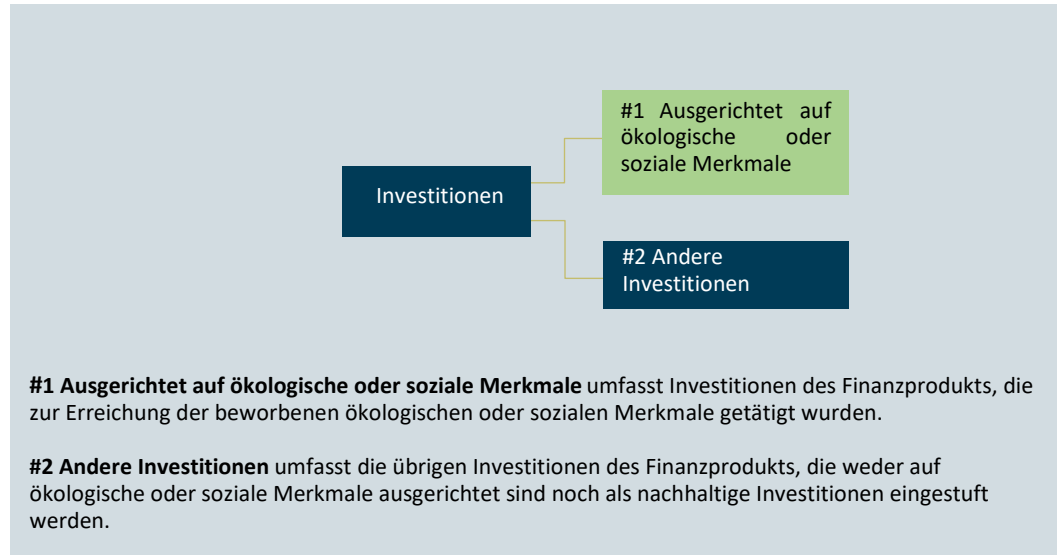 #1 Ausgerichtet auf
ökologische oder
soziale Merkmale
Investitionen
#2 Andere
Investitionen
#1 Ausgerichtet auf ökologische oder soziale Merkmale umfasst Investitionen des Finanzprodukts, die
zur Erreichung der beworbenen ökologischen oder sozialen Merkmale getätigt wurden.
#2 Andere Investitionen umfasst die übrigen Investitionen des Finanzprodukts, die weder auf
ökologische oder soziale Merkmale ausgerichtet sind noch als nachhaltige Investitionen eingestuft
werden.